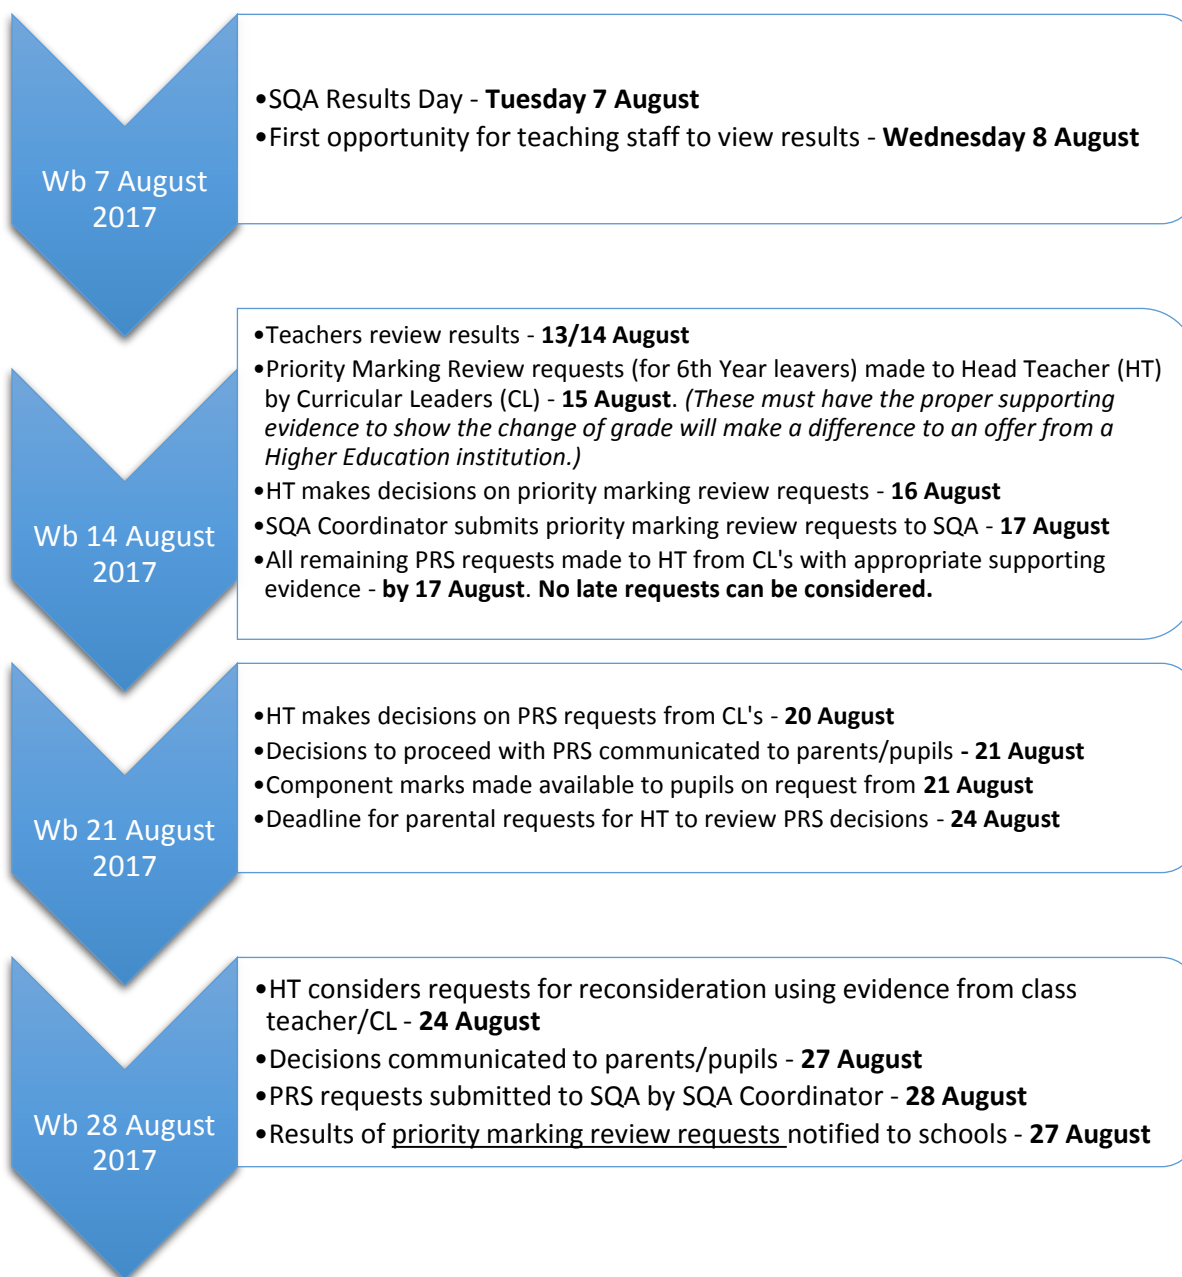 Wb 7 August
2017
•SQA Results Day - Tuesday 7 August
•First opportunity for teaching staff to view results - Wednesday 8 August
Wb 14 August
2017
•Teachers review results - 13/14 August
•Priority Marking Review requests (for 6th Year leavers) made to Head Teacher (HT)
by Curricular Leaders (CL) - 15 August. (These must have the proper supporting
evidence to show the change of grade will make a difference to an offer from a
Higher Education institution.)
•HT makes decisions on priority marking review requests - 16 August
•SQA Coordinator submits priority marking review requests to SQA - 17 August
•All remaining PRS requests made to HT from CL's with appropriate supporting
evidence - by 17 August. No late requests can be considered.
Wb 21 August
2017
•HT makes decisions on PRS requests from CL's - 20 August
•Decisions to proceed with PRS communicated to parents/pupils - 21 August
•Component marks made available to pupils on request from 21 August
•Deadline for parental requests for HT to review PRS decisions - 24 August
Wb 28 August
2017
•HT considers requests for reconsideration using evidence from class
teacher/CL - 24 August
•Decisions communicated to parents/pupils - 27 August
•PRS requests submitted to SQA by SQA Coordinator - 28 August
•Results of priority marking review requests notified to schools - 27 August